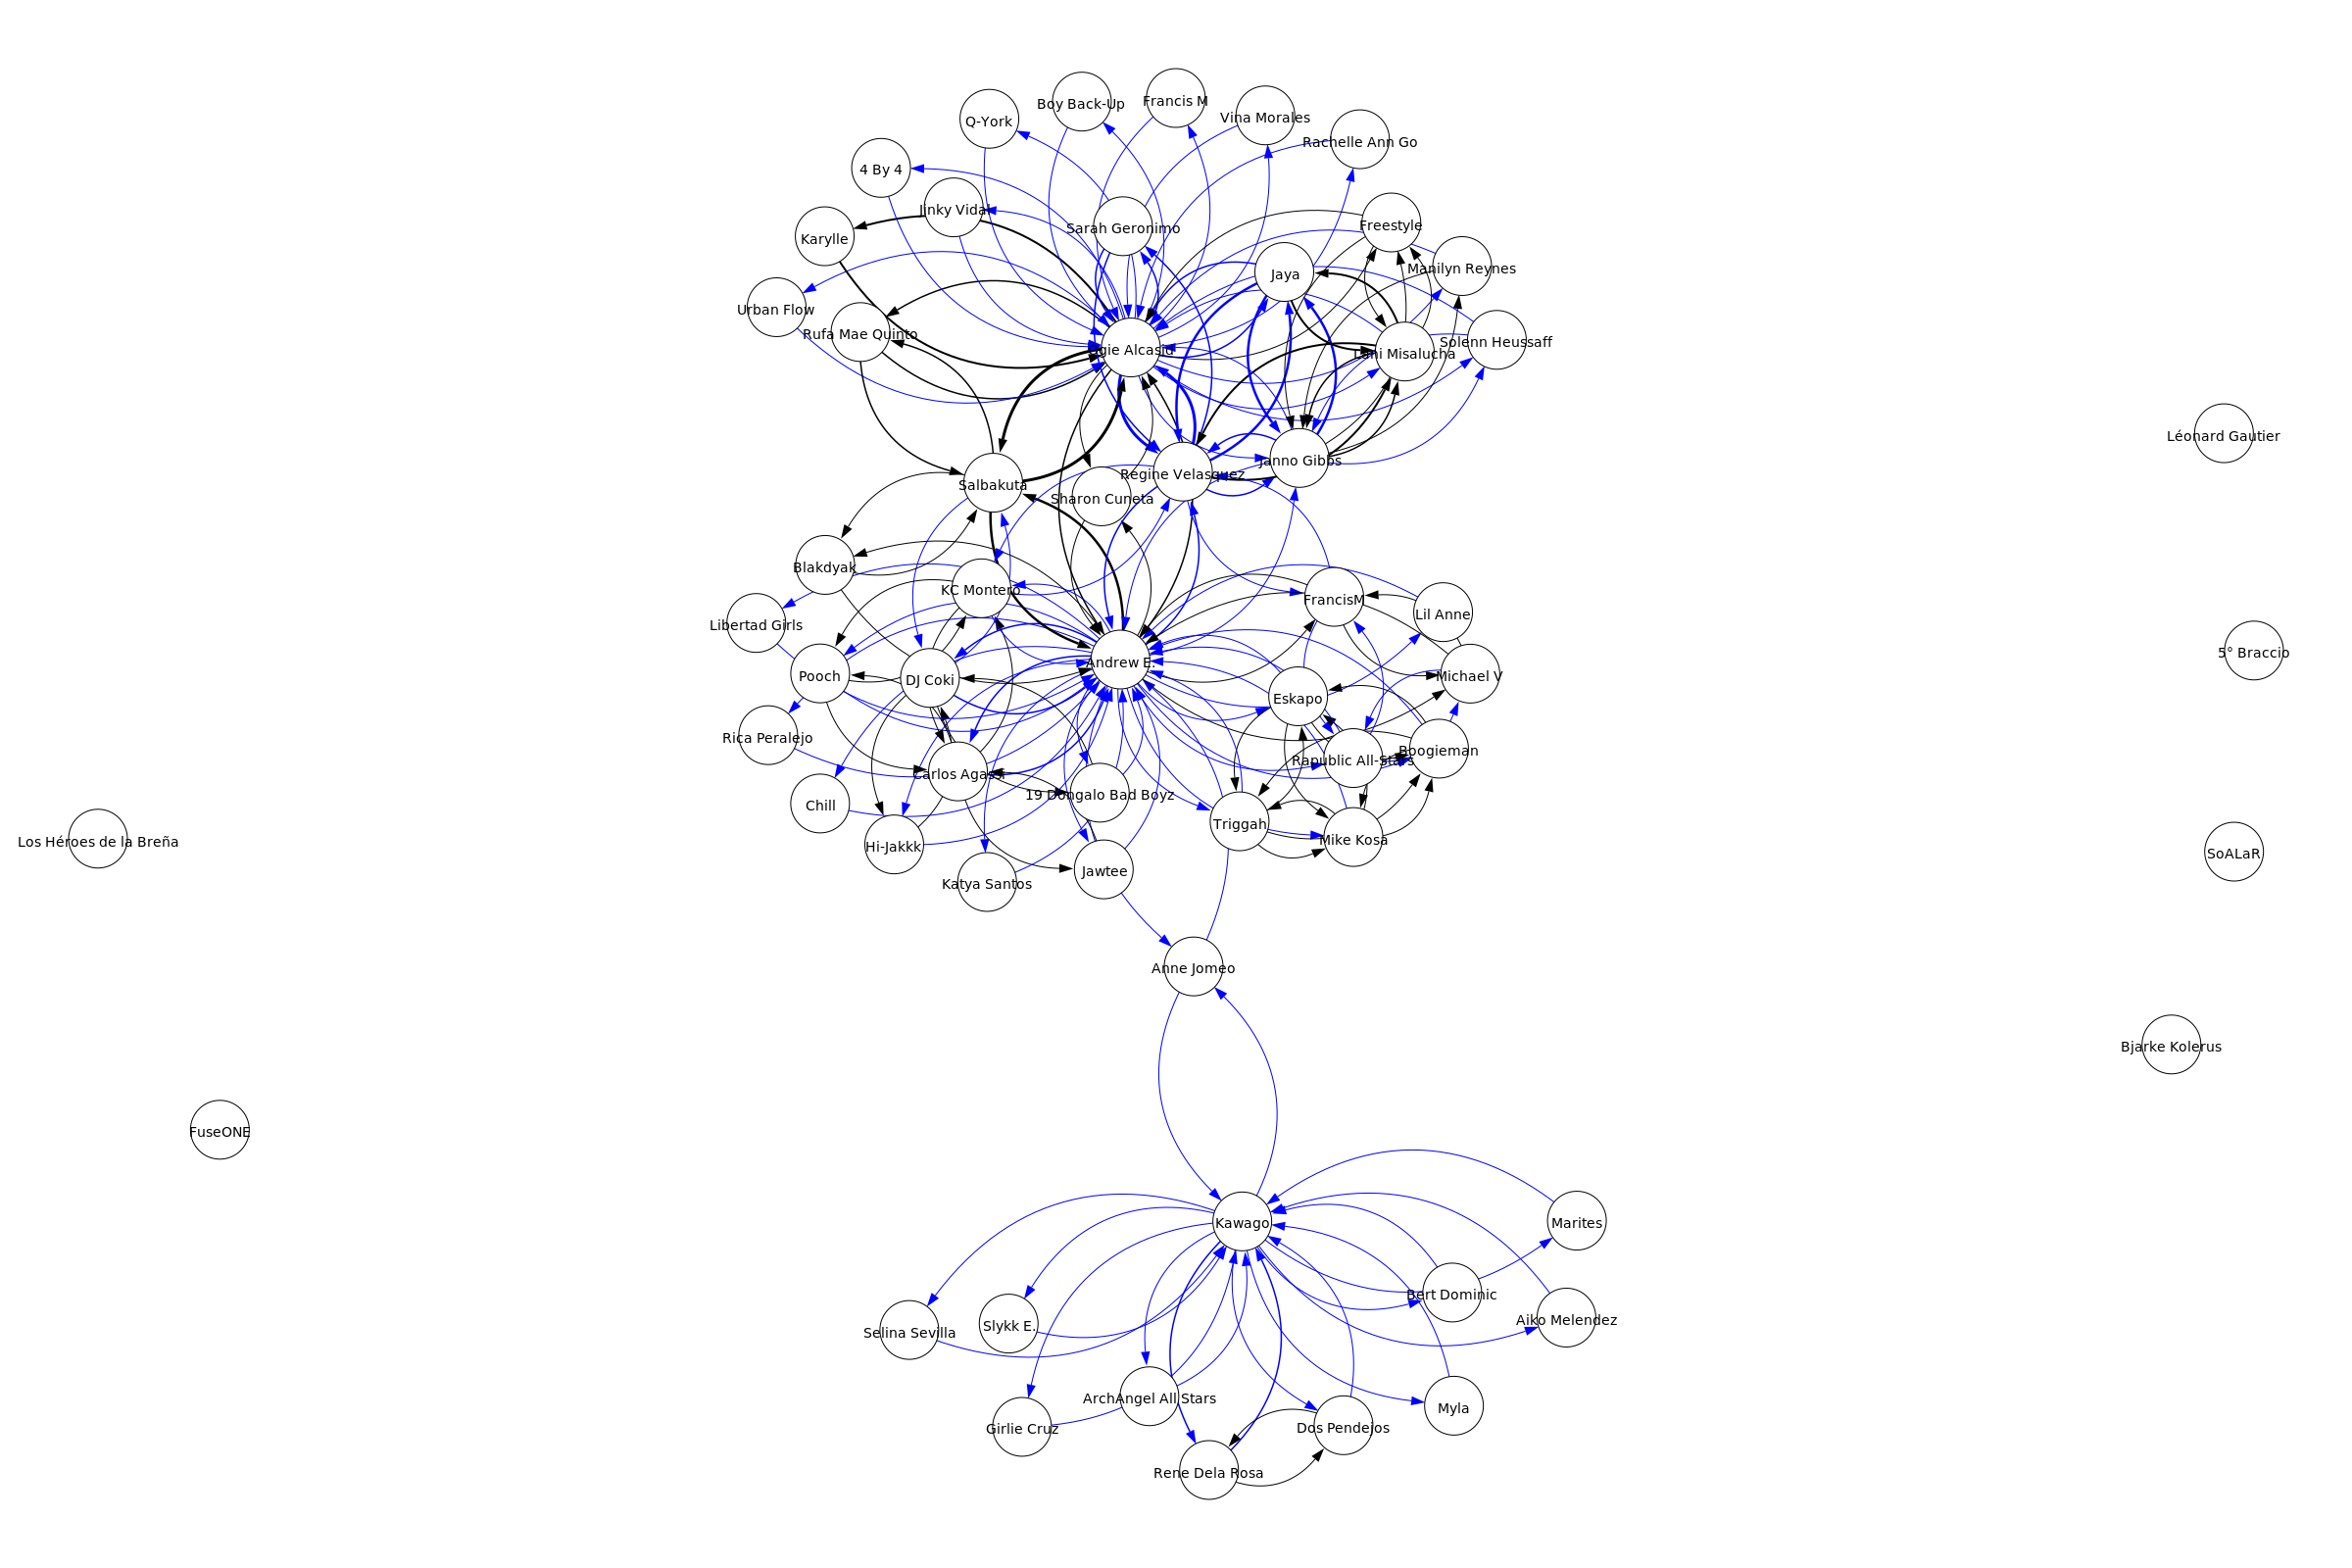 Boy Back-Up
Francis M
Q-York
Vina Morales
Rachelle Ann Go
4 By 4
Jinky Vidal
Karylle
Sarah Geronimo
Freestyle
Jaya
Manilyn Reynes
Urban Flow
Rufa Mae Quinto
Ogie Alcasid
Lani Misalucha
Solenn Heussaff
Léonard Gautier
Salbakuta
Sharon Cuneta
Regine Velasquez
Janno Gibbs
Blakdyak
KC Montero
FrancisM
Lil Anne
Libertad Girls
Pooch
DJ Coki
Andrew E.
Eskapo
Michael V
5° Braccio
Rica Peralejo
Carlos Agassi
19 Dongalo Bad Boyz
Rapublic All-Stars
Boogieman
Chill
Hi-Jakkk
Triggah
Mike Kosa
Los Héroes de la Breña
SoALaR
Katya Santos
Jawtee
Anne Jomeo
Bjarke Kolerus
FuseONE
Kawago
Marites
Bert Dominic
Aiko Melendez
Selina Sevilla
Slykk E.
ArchAngel All Stars
Myla
Girlie Cruz
Dos Pendejos
Rene Dela Rosa